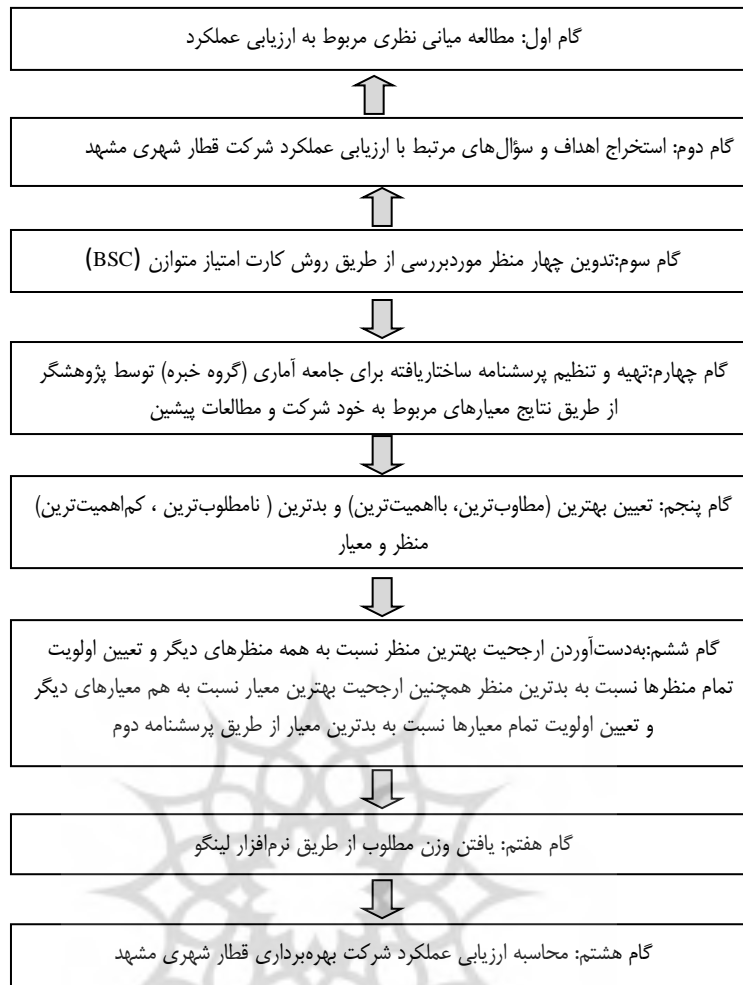 گام اول: مطالعه میانی نظری مربوط به ارزیابی عملکرد
گام دوم: استخراج اهداف و سؤال‌های مرتبط با ارزیابی عملکرد شرکت قطار شهری مشهد
گام سوم:تدوین چهار منظر موردبررسی از طریق روش کارت امتیاز متوازن (BSC)
گام چهارم:تهیه و تنظیم پرسشنامه ساختاریافته برای جامعه آماری (گروه خبره) توسط پژوهشگر
از طریق نتایج معیارهای مربوط به خود شرکت و مطالعات پیشین
گام پنجم: تعیین بهترین (مطاوب‌ترین، بااهمیت‌ترین) و بدترین ( نامطلوب‌ترین ، کم‌اهمیت‌ترین)
منظر و معیار
گام ششم:به‌دست‌آوردن ارجحیت بهترین منظر نسبت به همه منظرهای دیگر و تعیین اولویت
تمام منظرها نسبت به بدترین منظر همچنین ارجحیت بهترین معیار نسبت به هم معیارهای دیگر
و تعیین اولویت تمام معیارها نسبت به بدترین معیار از طریق پرسشنامه دوم
گام هفتم: یافتن وزن مطلوب از طریق نرم‌افزار لینگو
گام هشتم: محاسبه ارزیابی عملکرد شرکت بهره‌برداری قطار شهری مشهد